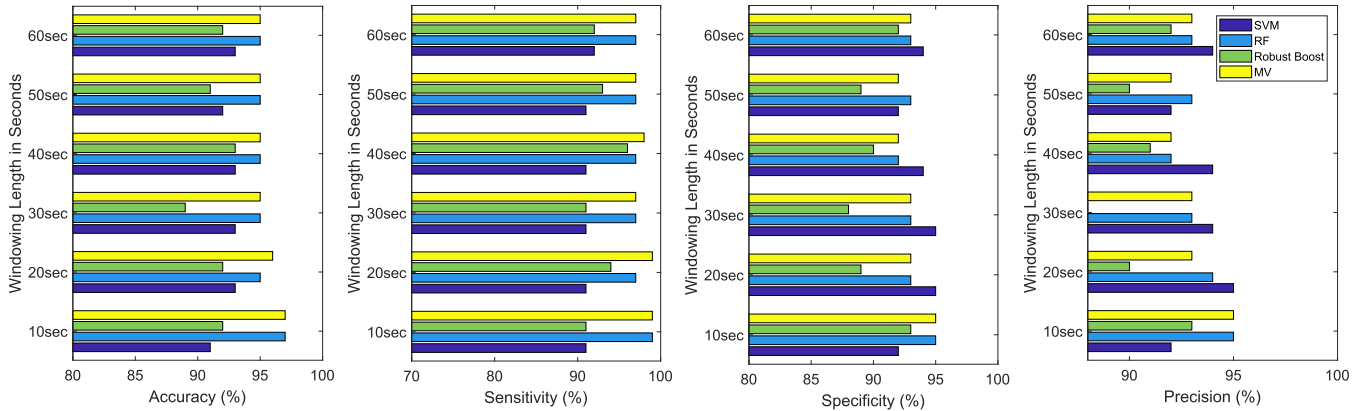 Windowing Length in Seconds
60sec
50sec
40sec
30sec
20sec
10sec
80 85 90 95 100
Accuracy (%)
Windowing Length in Seconds
60sec
50sec
40sec
30sec
20sec
10sec
70 80 90 100
Sensitivity (%)
Windowing Length in Seconds
60sec
50sec
40sec
30sec
20sec
10sec
80 85 90 95 100
Specificity (%)
Windowing Length in Seconds
60sec
50sec
40sec
30sec
20sec
10sec
90 95 100
Precision (%)
SVM
RF
Robust Boost
MV